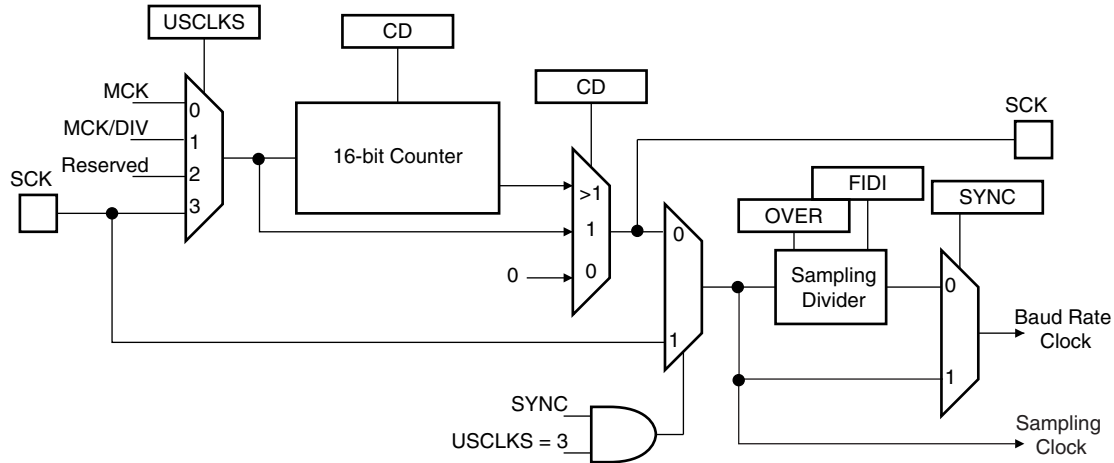 USCLKS
CD
MCK
0
MCK/DIV
1
Reserved
2
SCK
3
16-bit Counter
CD
>1
1
0
0
SCK
FIDI
OVER
SYNC
0
1
Sampling
Divider
0
1
Baud Rate
Clock
SYNC
USCLKS = 3
Sampling
Clock